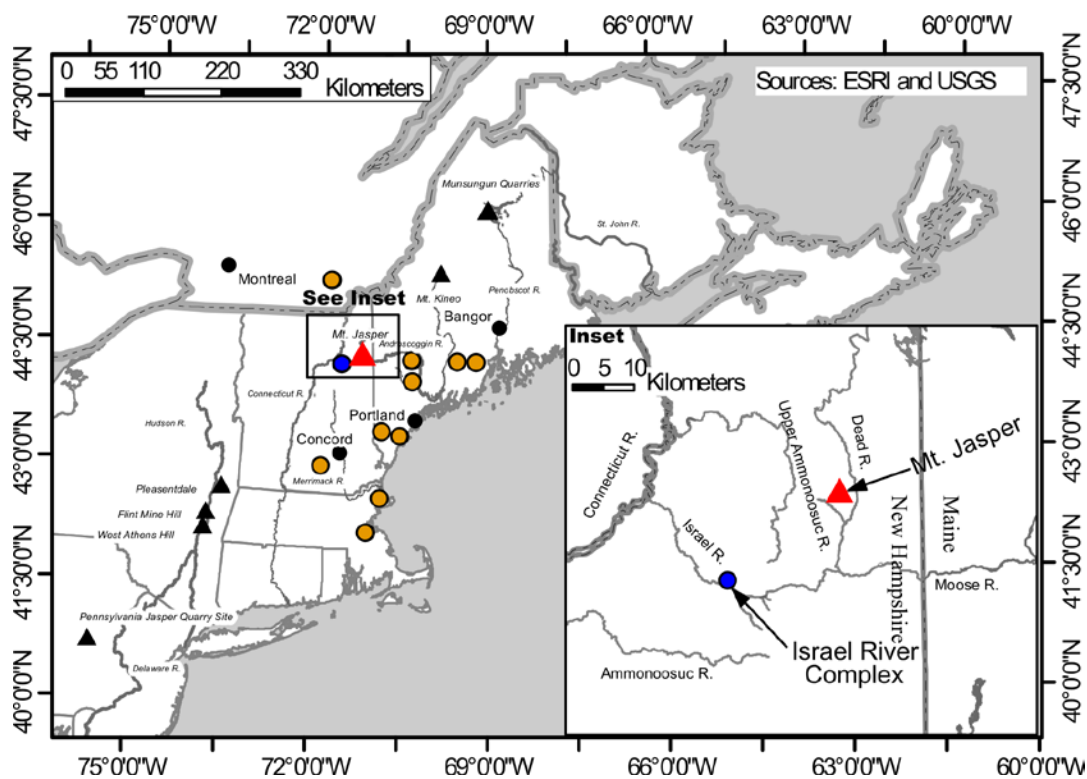 75°0'0"W 72°0'0"W 69°0'0"W 66°0'0"W 63°0'0"W 60°0'0"W
0 55 110 220 330
Kilometers
Sources: ESRI and USGS
47°30'0"N
47°30'0"N
46°0'0"N
46°0'0"N
44°30'0"N
44°30'0"N
43°0'0"N
43°0'0"N
41°30'0"N
41°30'0"N
40°0'0"N
40°0'0"N
Munsungun Quarries
St. John R.
Montreal
Mt. Kineo
Penobscot R.
See Inset
Bangor
Mt. Jasper
Androscoggin R.
Connecticut R.
Portland
Hudson R.
Concord
Merrimack R.
Pleasentdale
Flint Mine Hill
West Athens Hill
Pennsylvania Jasper Quarry Site
Delaware R.
Inset
0 5 10
Kilometers
Connecticut R.
Upper Ammonoosuc R.
Dead R.
Mt. Jasper
Israel R.
New Hampshire
Maine
Moose R.
Israel River
Complex
Ammonoosuc R.
75°0'0"W 72°0'0"W 69°0'0"W 66°0'0"W 63°0'0"W 60°0'0"W